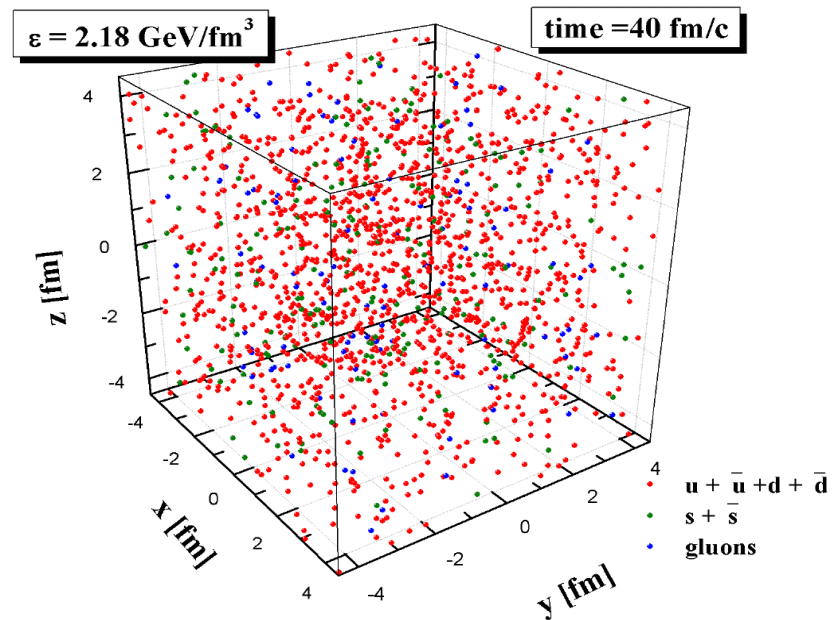 ε = 2.18 GeV/fm³
time =40 fm/c
4
2
0
-2
-4
z [fm]
-4
-2
0
2
4
x [fm]
-4
-2
0
2
4
y [fm]
u + ū +d + d̄
s + s̄
gluons